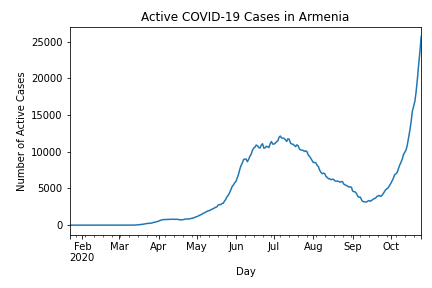 Active COVID-19 Cases in Armenia
Number of Active Cases
25000
20000
15000
10000
5000
0
Feb Mar Apr May Jun Jul Aug Sep Oct
2020
Day